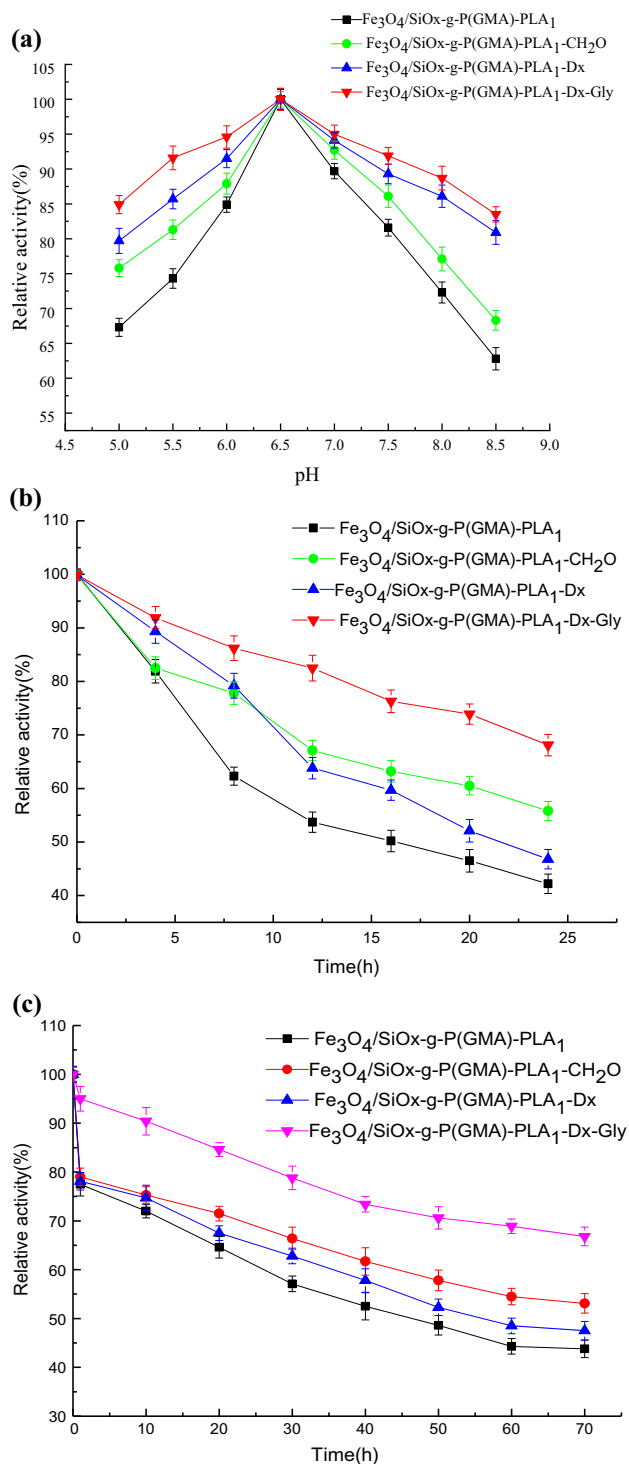 (a)
Fe₃O₄/SiOx-g-P(GMA)-PLA₁
Fe₃O₄/SiOx-g-P(GMA)-PLA₁-CH₂O
Fe₃O₄/SiOx-g-P(GMA)-PLA₁-Dx
Fe₃O₄/SiOx-g-P(GMA)-PLA₁-Dx-Gly
105
100
95
90
85
80
75
70
65
60
55
Relative activity(%)
4.5 5.0 5.5 6.0 6.5 7.0 7.5 8.0 8.5 9.0
pH
(b)
Fe₃O₄/SiOx-g-P(GMA)-PLA₁
Fe₃O₄/SiOx-g-P(GMA)-PLA₁-CH₂O
Fe₃O₄/SiOx-g-P(GMA)-PLA₁-Dx
Fe₃O₄/SiOx-g-P(GMA)-PLA₁-Dx-Gly
110
100
90
80
70
60
50
40
Relative activity(%)
0 5 10 15 20 25
Time(h)
(c)
Fe₃O₄/SiOx-g-P(GMA)-PLA₁
Fe₃O₄/SiOx-g-P(GMA)-PLA₁-CH₂O
Fe₃O₄/SiOx-g-P(GMA)-PLA₁-Dx
Fe₃O₄/SiOx-g-P(GMA)-PLA₁-Dx-Gly
110
100
90
80
70
60
50
40
30
Relative activity(%)
0 10 20 30 40 50 60 70
Time(h)